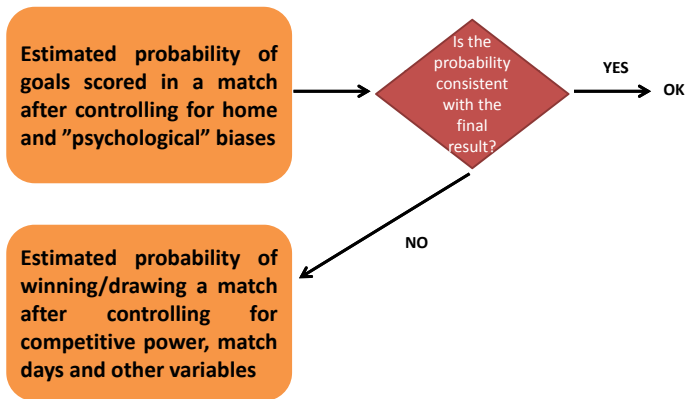 Estimated probability of
goals scored in a match
after controlling for home
and ”psychological” biases
Is the
probability
consistent
with the
final
result?
YES
OK
NO
Estimated probability of
winning/drawing a match
after controlling for
competitive power, match
days and other variables